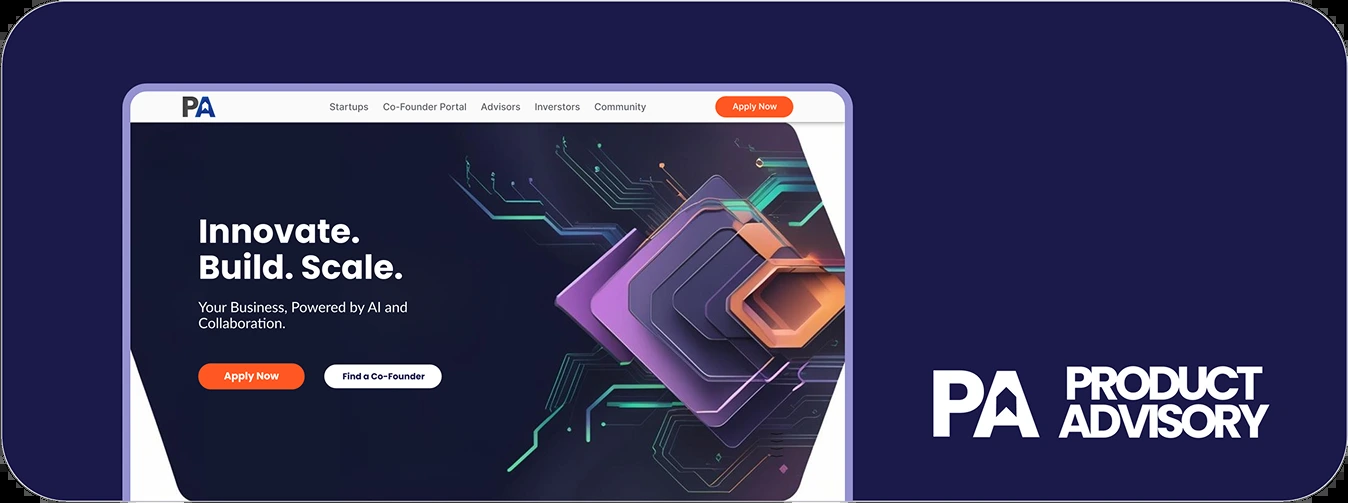 PA
Startups Co-Founder Portal Advisors Inverstors Community
Apply Now
Innovate.
Build. Scale.
Your Business, Powered by AI and
Collaboration.
Apply Now
Find a Co-Founder
PA
PRODUCT
ADVISORY